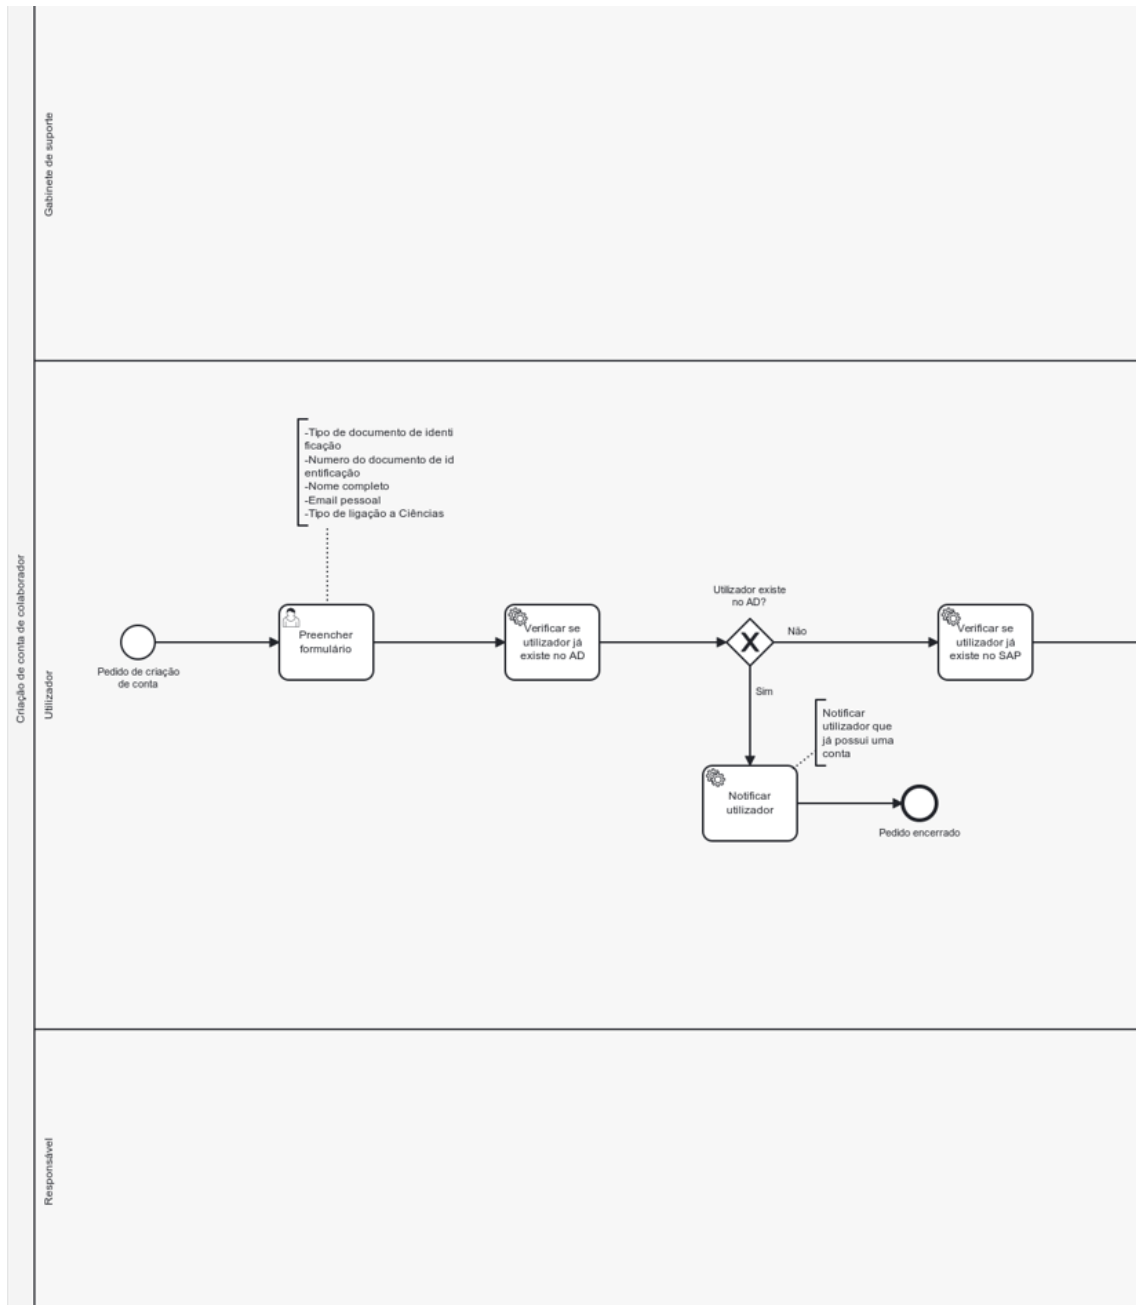 Criação de conta de colaborador
Gabinete de suporte
Utilizador
-Tipo de documento de identi
ficação
-Numero do documento de id
entificação
-Nome completo
-Email pessoal
-Tipo de ligação a Ciências
Pedido de criação
de conta
Preencher
formulário
Verificar se
utilizador já
existe no AD
Utilizador existe
no AD?
Não
Verificar se
utilizador já
existe no SAP
Sim
Notificar
utilizador que
já possui uma
conta
Notificar
utilizador
Pedido encerrado
Responsável